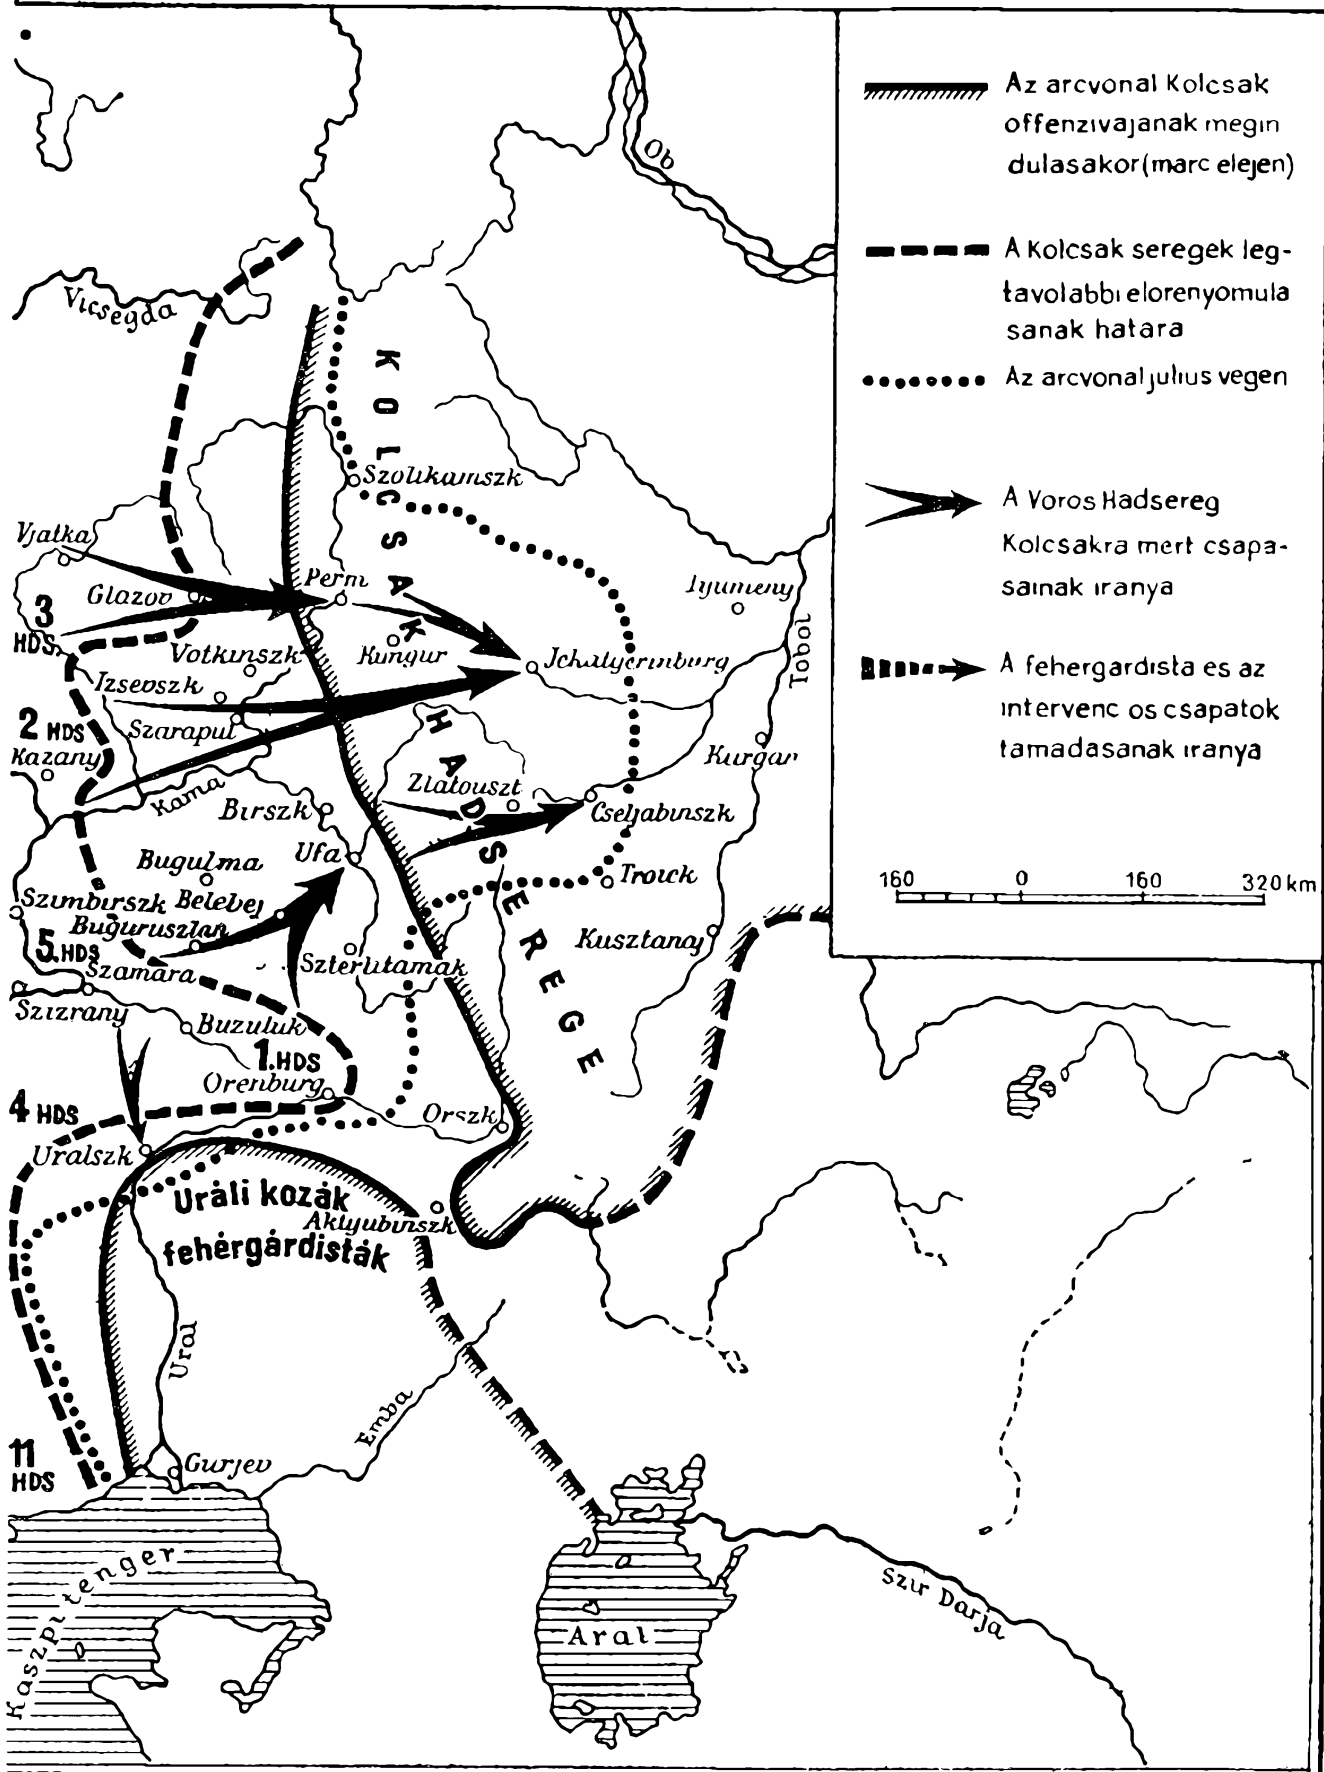 Az arcvonal Kolcsak
offenzivajanak megin
dulasakor (marc elejen)
A Kolcsak seregek leg-
tavolabbi elorenyomula
sanak hatara
Az arcvonal julius vegen
A Voros Hadsereg
Kolcsakra mert csapa-
sainak iranya
A fehergardista es az
intervenc os csapatok
tamadasanak iranya
160 0 160 320 km
Ob
Vicsegda
KOLCSAK HADSEREGE
Szolikamszk
Vjatka
Glazov
Perm
Tyumeny
3
HDS
Votkinszk
Kungur
Jekatyerinburg
Tobol
Izsevszk
2 HDS
Szarapul
Kazany
Kama
Kurgan
Zlatouszt
Birszk
Cseljabinszk
Ufa
Bugulma
Troick
Szimbirszk
Belebej
Buguruszlan
Kusztanaj
5. HDS
Szamara
Szterlitamak
Szizrany
Buzuluk
1. HDS
Orenburg
4 HDS
Orszk
Uralszk
Uráli kozák
fehérgárdisták
Aktyubinszk
Ural
Emba
11
HDS
Gurjev
Kaszpi tenger
Aral
Szir Darja